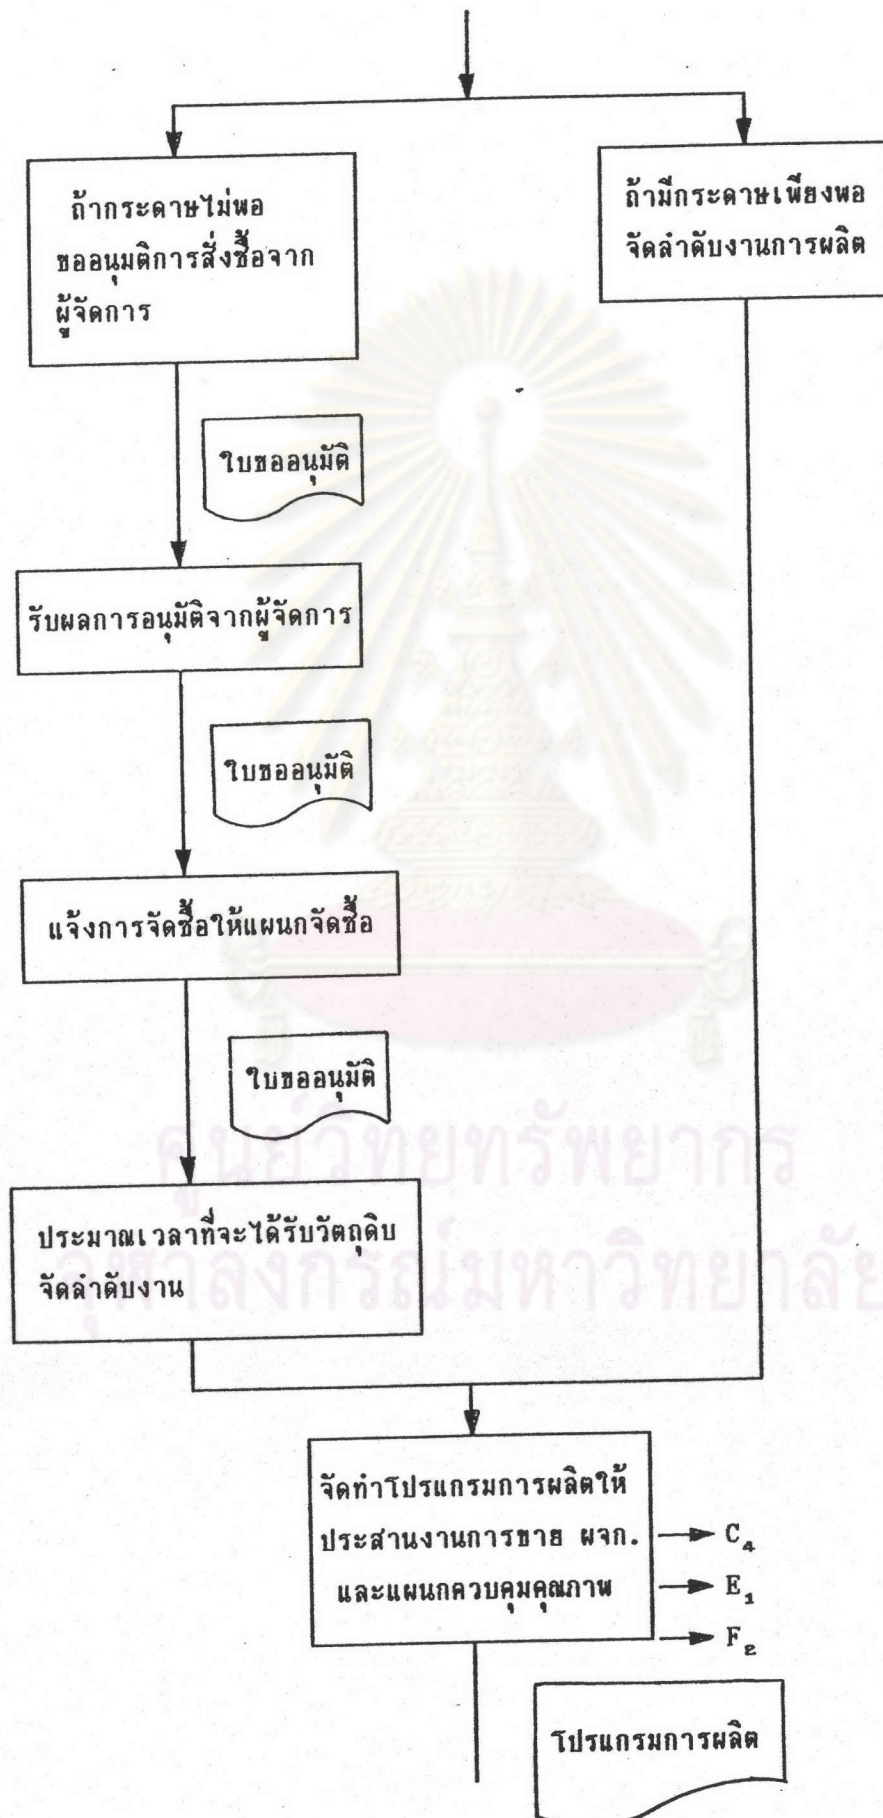 ถ้ากระดาษไม่พอ
ขออนุมติการสั่งซื้อจาก
ผู้จัดการ
ถ้ามีกระดาษเพียงพอ
จัดลำดับงานการผลิต
ใบขออนุมัติ
รับผลการอนุมัติจากผู้จัดการ
ใบขออนุมัติ
แจ้งการจัดซื้อให้แผนกจัดซื้อ
ใบขออนุมัติ
ศูนย์วิทยทรัพยากร
จุฬาลงกรณ์มหาวิทยาลัย
ประมาณเวลาที่จะได้รับวัตถุดิบ
จัดลำดับงาน
จัดทำโปรแกรมการผลิตให้
ประสานงานการขาย ผจก.
และแผนกควบคุมคุณภาพ
C₄
E₁
F₂
โปรแกรมการผลิต